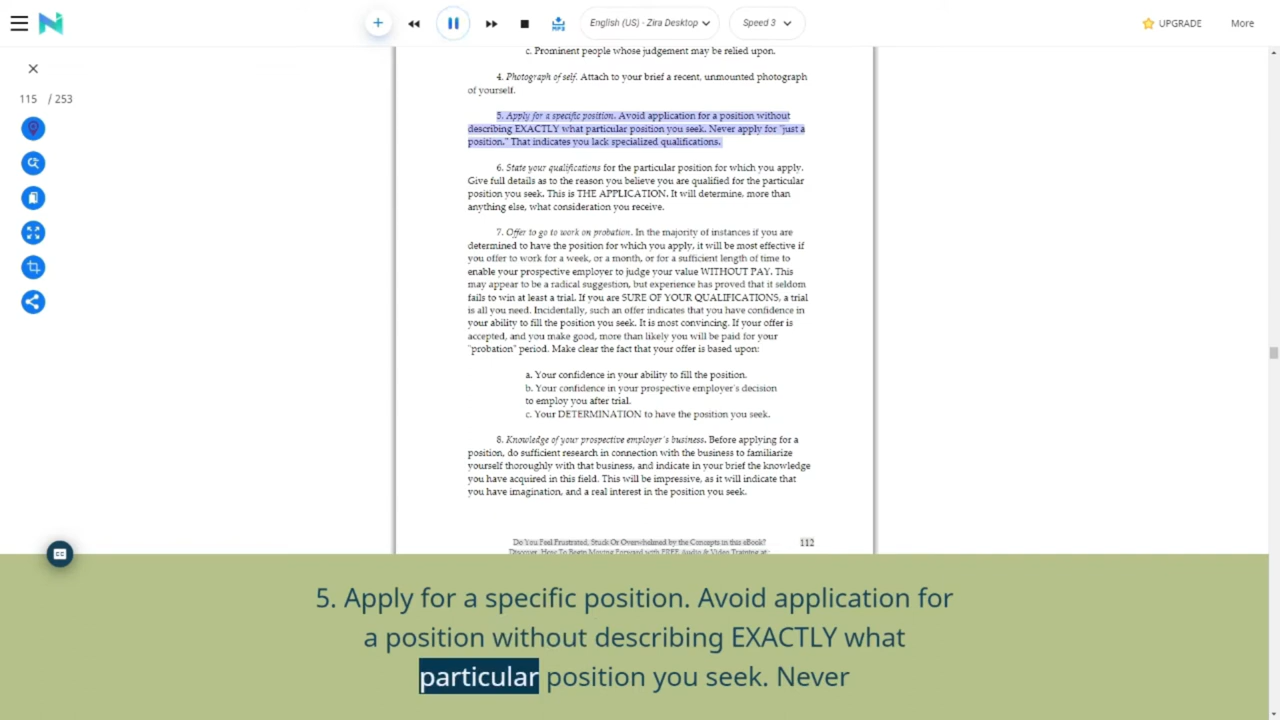 English (US) - Zira Desktop
Speed 3
UPGRADE
More
MP3
115 / 253
c. Prominent people whose judgement may be relied upon.
4. Photograph of self. Attach to your brief a recent, unmounted photograph
of yourself.
5. Apply for a specific position. Avoid application for a position without
describing EXACTLY what particular position you seek. Never apply for "just a
position." That indicates you lack specialized qualifications.
6. State your qualifications for the particular position for which you apply.
Give full details as to the reason you believe you are qualified for the particular
position you seek. This is THE APPLICATION. It will determine, more than
anything else, what consideration you receive.
7. Offer to go to work on probation. In the majority of instances if you are
determined to have the position for which you apply, it will be most effective if
you offer to work for a week, or a month, or for a sufficient length of time to
enable your prospective employer to judge your value WITHOUT PAY. This
may appear to be a radical suggestion, but experience has proved that it seldom
fails to win at least a trial. If you are SURE OF YOUR QUALIFICATIONS, a trial
is all you need. Incidentally, such an offer indicates that you have confidence in
your ability to fill the position you seek. It is most convincing. If your offer is
accepted, and you make good, more than likely you will be paid for your
"probation" period. Make clear the fact that your offer is based upon:
a. Your confidence in your ability to fill the position.
b. Your confidence in your prospective employer's decision
to employ you after trial.
c. Your DETERMINATION to have the position you seek.
8. Knowledge of your prospective employer's business. Before applying for a
position, do sufficient research in connection with the business to familiarize
yourself thoroughly with that business, and indicate in your brief the knowledge
you have acquired in this field. This will be impressive, as it will indicate that
you have imagination, and a real interest in the position you seek.
Do You Feel Frustrated, Stuck Or Overwhelmed by the Concepts in this eBook?
112
Discover How To Begin Moving Forward with FREE Audio & Video Training at:
CC
5. Apply for a specific position. Avoid application for
a position without describing EXACTLY what
particular position you seek. Never